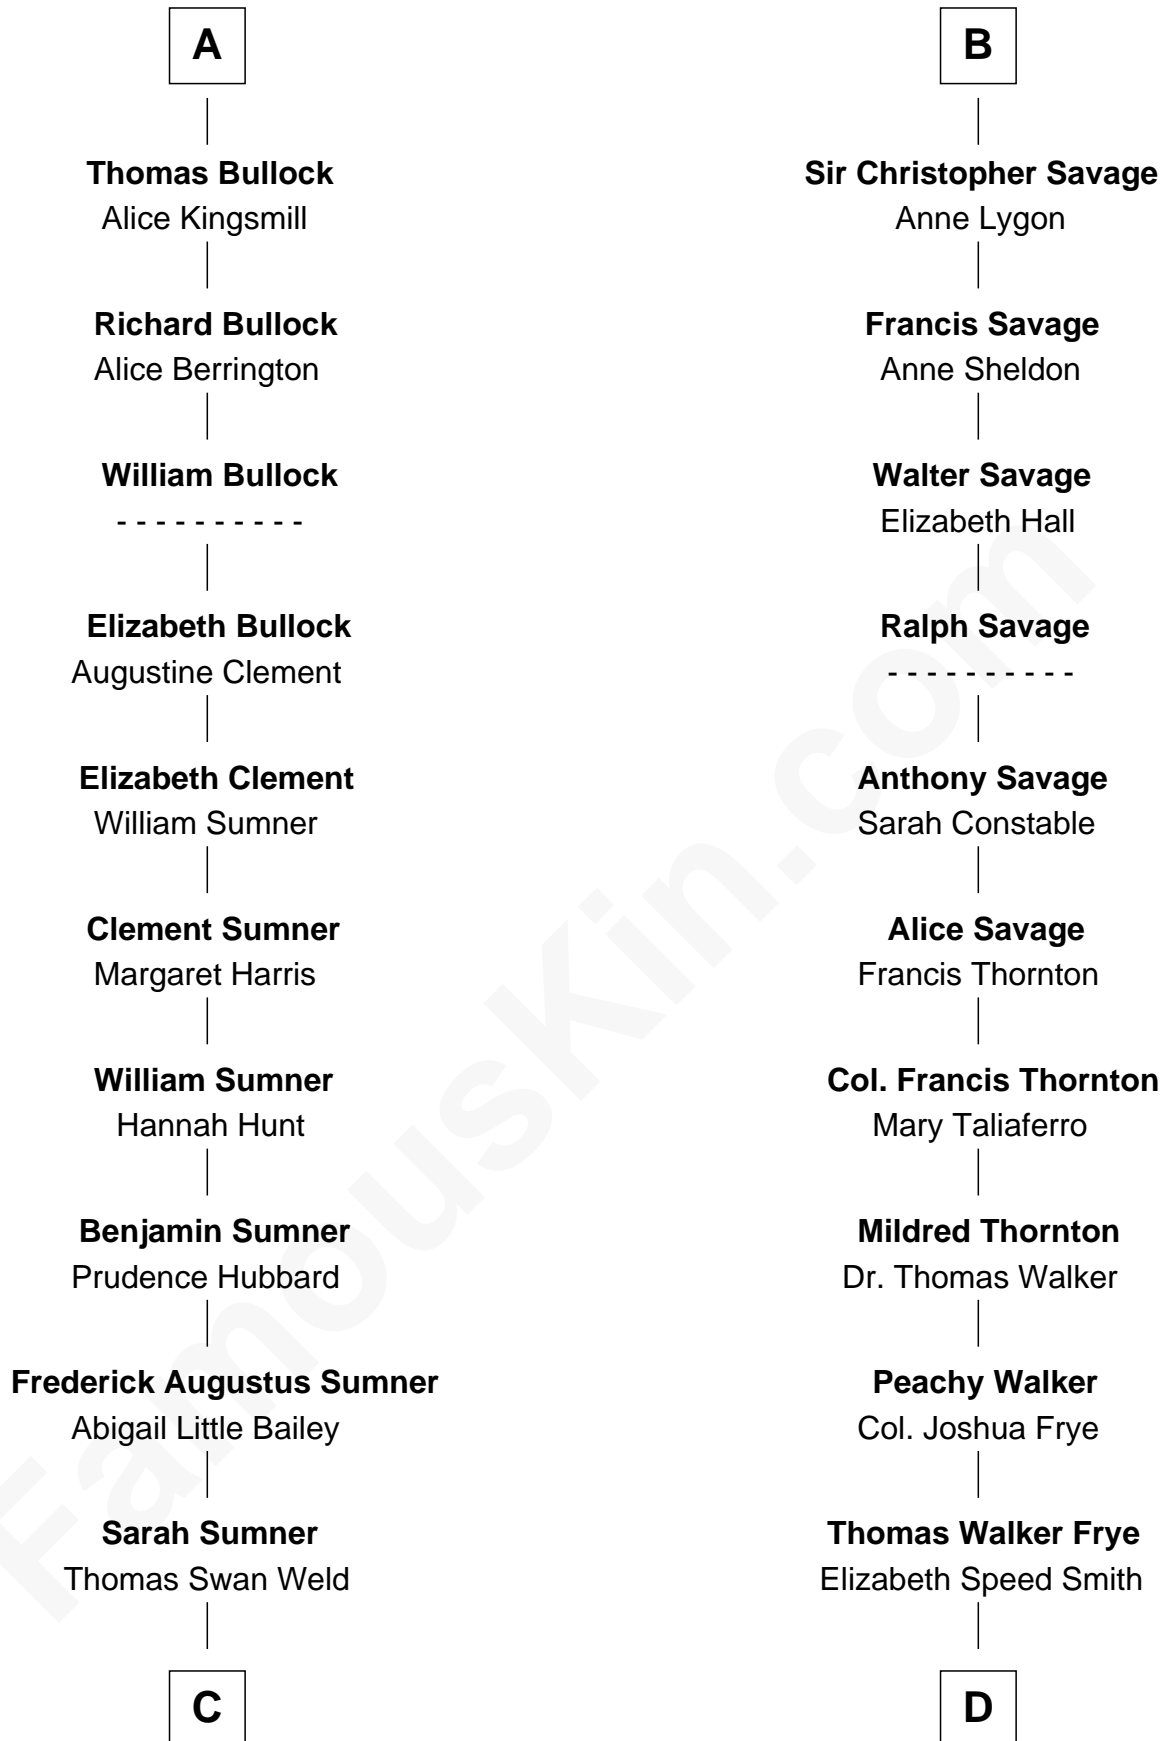 A
Thomas Bullock
Alice Kingsmill
Richard Bullock
Alice Berrington
William Bullock
- - - - - - - - - -
Elizabeth Bullock
Augustine Clement
Elizabeth Clement
William Sumner
Clement Sumner
Margaret Harris
William Sumner
Hannah Hunt
Benjamin Sumner
Prudence Hubbard
Frederick Augustus Sumner
Abigail Little Bailey
Sarah Sumner
Thomas Swan Weld
C
B
Sir Christopher Savage
Anne Lygon
Francis Savage
Anne Sheldon
Walter Savage
Elizabeth Hall
Ralph Savage
- - - - - - - - - -
Anthony Savage
Sarah Constable
Alice Savage
Francis Thornton
Col. Francis Thornton
Mary Taliaferro
Mildred Thornton
Dr. Thomas Walker
Peachy Walker
Col. Joshua Frye
Thomas Walker Frye
Elizabeth Speed Smith
D
FamousKin.com